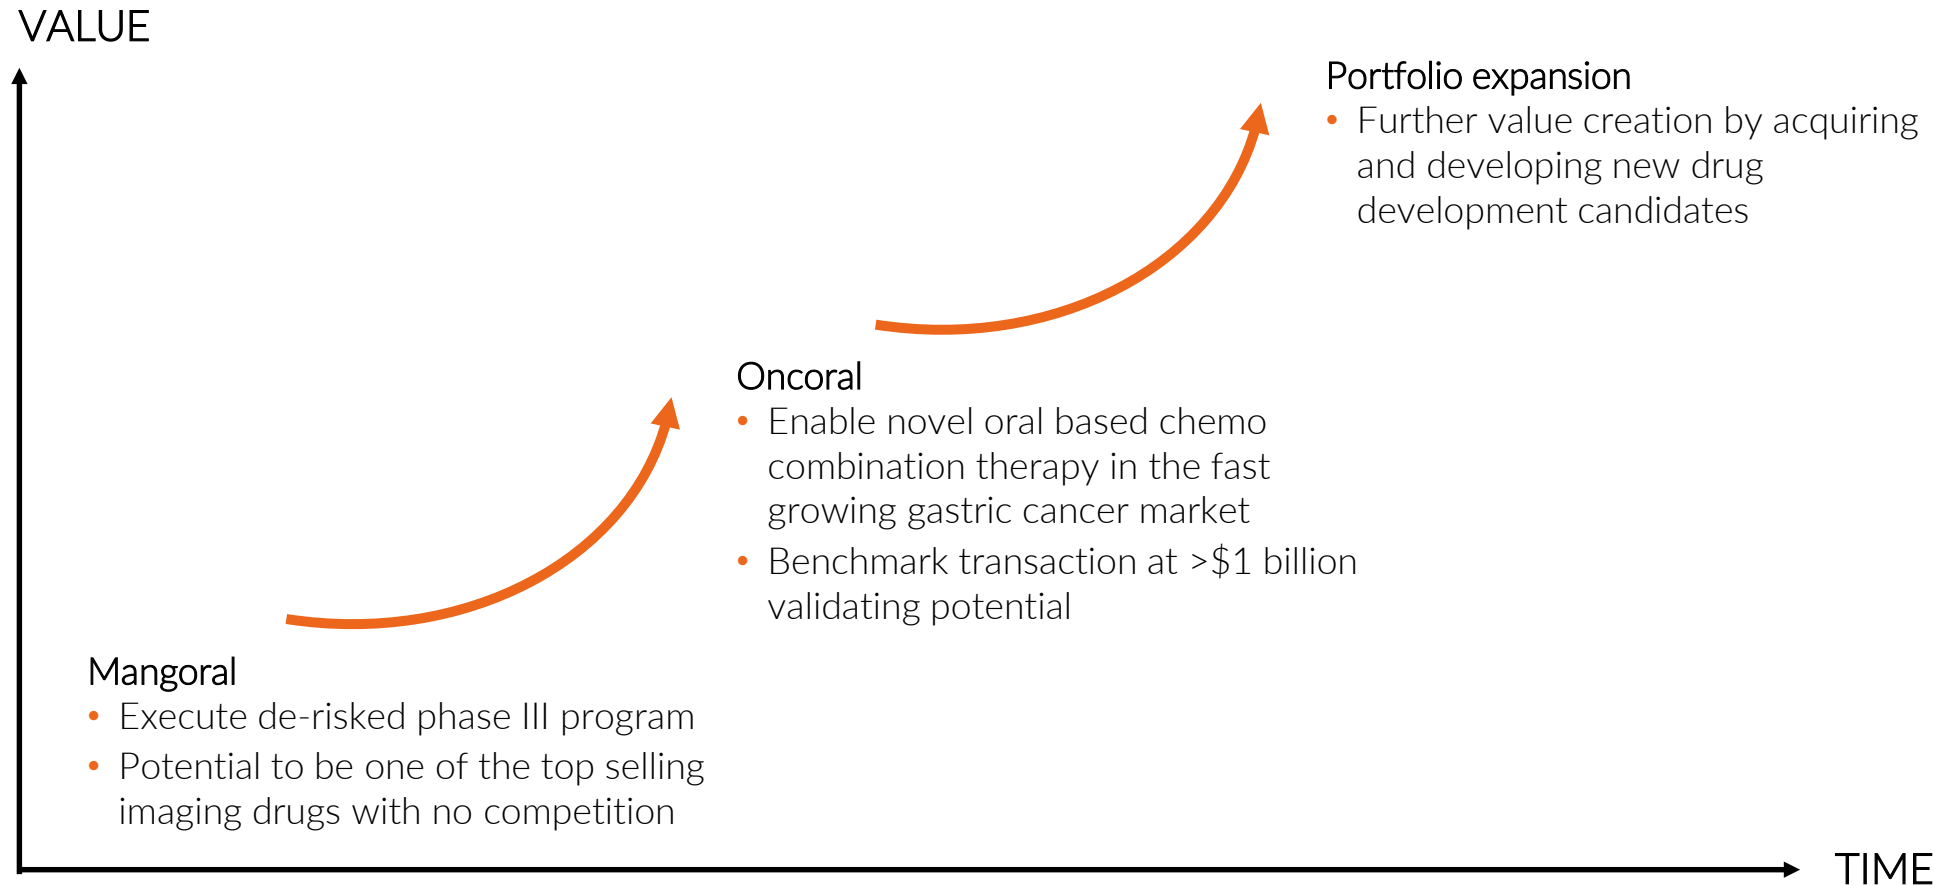 VALUE
Portfolio expansion
• Further value creation by acquiring
and developing new drug
development candidates
Oncoral
• Enable novel oral based chemo
combination therapy in the fast
growing gastric cancer market
• Benchmark transaction at >$1 billion
validating potential
Mangoral
• Execute de-risked phase III program
• Potential to be one of the top selling
imaging drugs with no competition
TIME